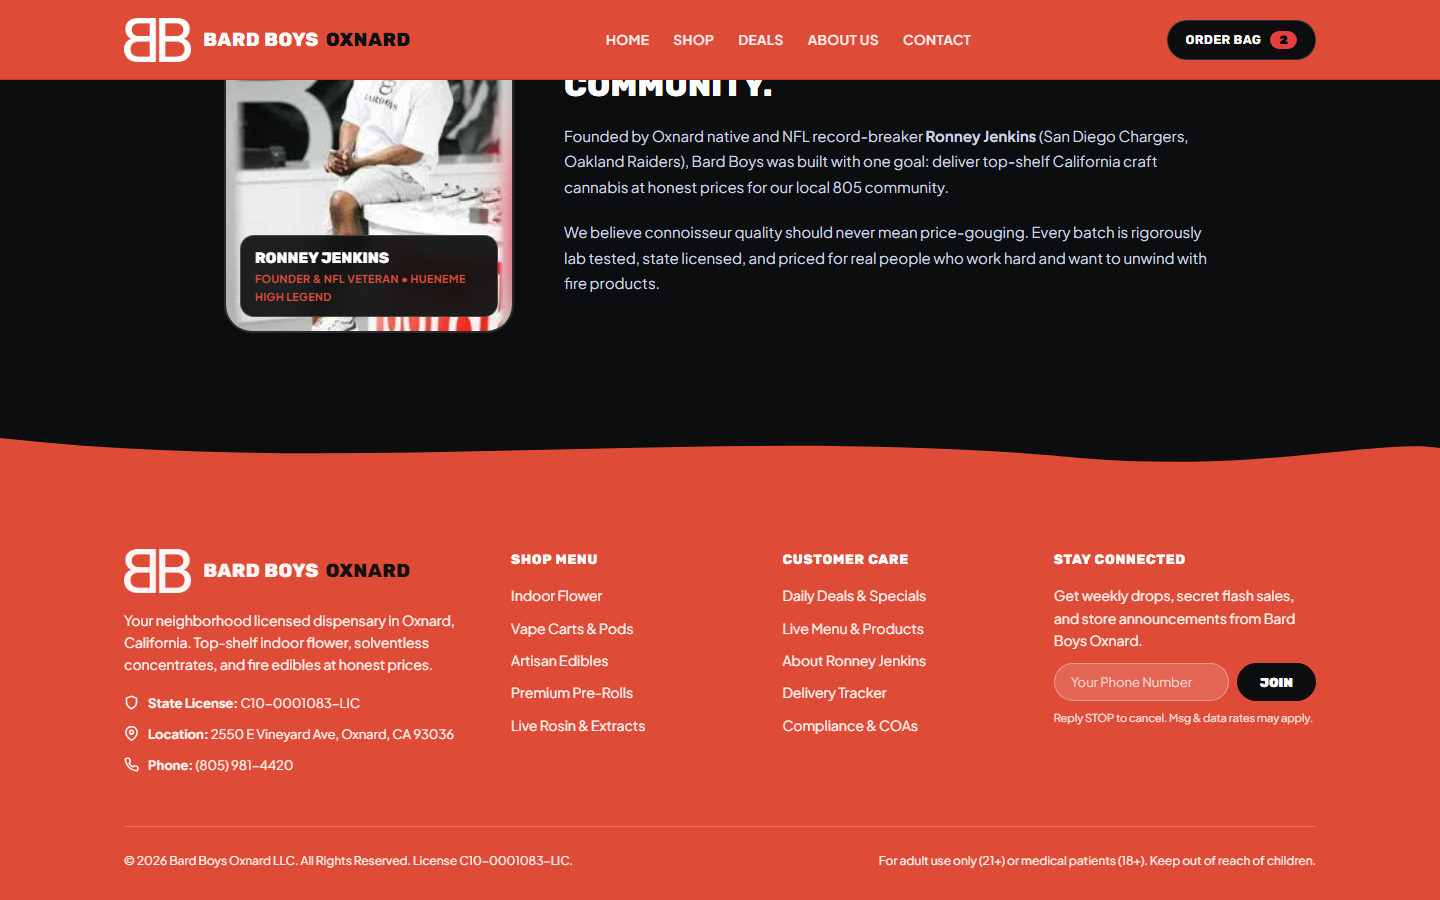 BB BARD BOYS OXNARD
HOME SHOP DEALS ABOUT US CONTACT
ORDER BAG 2
COMMUNITY.
Founded by Oxnard native and NFL record-breaker Ronney Jenkins (San Diego Chargers,
Oakland Raiders), Bard Boys was built with one goal: deliver top-shelf California craft
cannabis at honest prices for our local 805 community.
We believe connoisseur quality should never mean price-gouging. Every batch is rigorously
lab tested, state licensed, and priced for real people who work hard and want to unwind with
fire products.
BARDBOYS
RONNEY JENKINS
FOUNDER & NFL VETERAN • HUENEME
HIGH LEGEND
BB BARD BOYS OXNARD
Your neighborhood licensed dispensary in Oxnard,
California. Top-shelf indoor flower, solventless
concentrates, and fire edibles at honest prices.
State License: C10-0001083-LIC
Location: 2550 E Vineyard Ave, Oxnard, CA 93036
Phone: (805) 981-4420
SHOP MENU
Indoor Flower
Vape Carts & Pods
Artisan Edibles
Premium Pre-Rolls
Live Rosin & Extracts
CUSTOMER CARE
Daily Deals & Specials
Live Menu & Products
About Ronney Jenkins
Delivery Tracker
Compliance & COAs
STAY CONNECTED
Get weekly drops, secret flash sales,
and store announcements from Bard
Boys Oxnard.
Your Phone Number JOIN
Reply STOP to cancel. Msg & data rates may apply.
© 2026 Bard Boys Oxnard LLC. All Rights Reserved. License C10-0001083-LIC.
For adult use only (21+) or medical patients (18+). Keep out of reach of children.